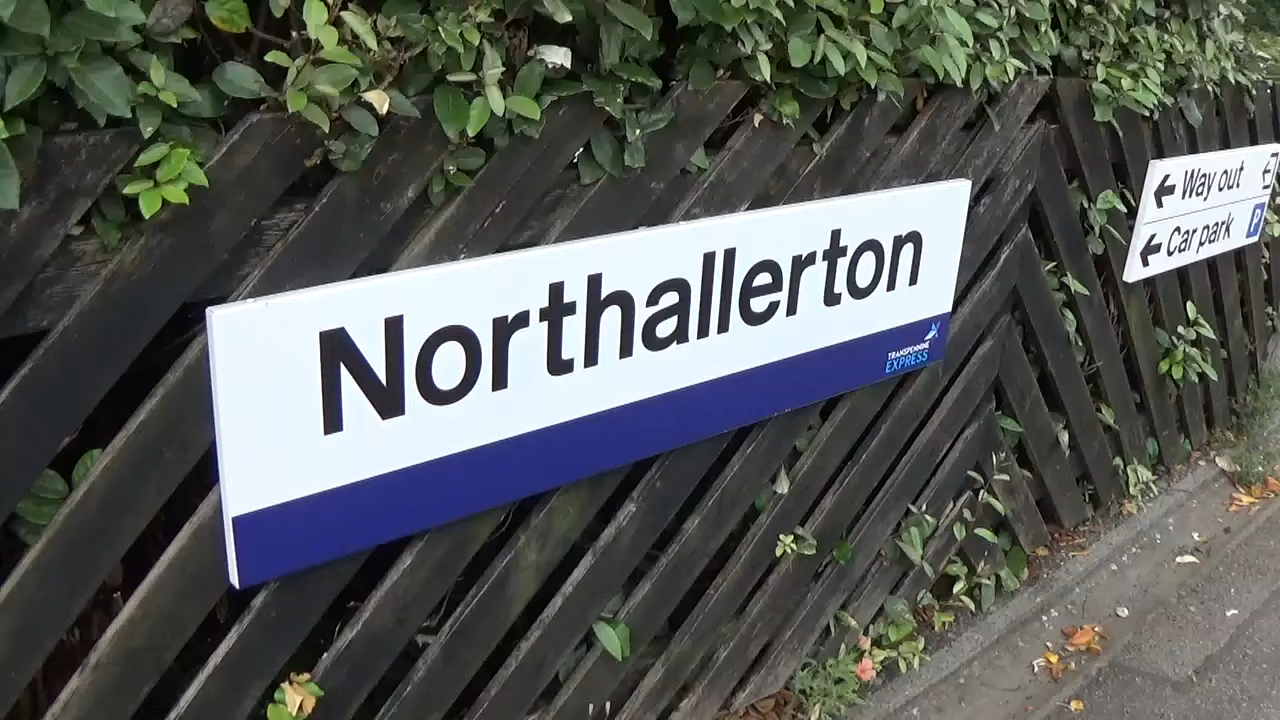 Northallerton
TRANSPENNINE
EXPRESS
← Way out
← Car park P